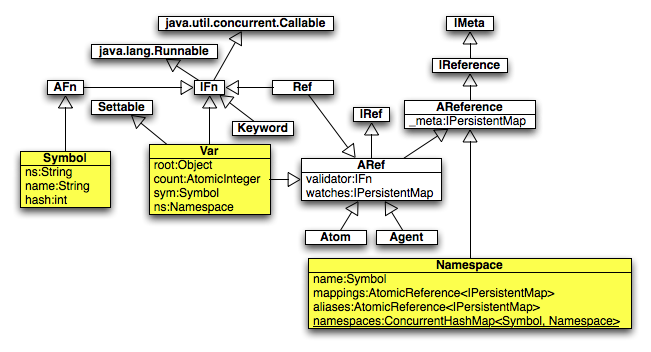 java.util.concurrent.Callable
IMeta
java.lang.Runnable
IReference
AFn
IFn
Ref
AReference
_meta:IPersistentMap
Settable
IRef
Keyword
Symbol
ns:String
name:String
hash:int
Var
root:Object
count:AtomicInteger
sym:Symbol
ns:Namespace
ARef
validator:IFn
watches:IPersistentMap
Atom
Agent
Namespace
name:Symbol
mappings:AtomicReference<IPersistentMap>
aliases:AtomicReference<IPersistentMap>
namespaces:ConcurrentHashMap<Symbol, Namespace>